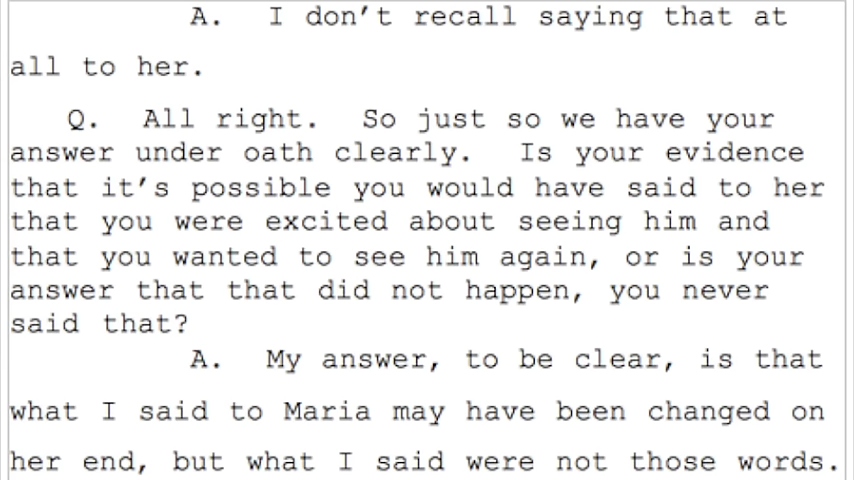 A. I don't recall saying that at
all to her.
Q. All right. So just so we have your
answer under oath clearly. Is your evidence
that it's possible you would have said to her
that you were excited about seeing him and
that you wanted to see him again, or is your
answer that that did not happen, you never
said that?
A. My answer, to be clear, is that
what I said to Maria may have been changed on
her end, but what I said were not those words.